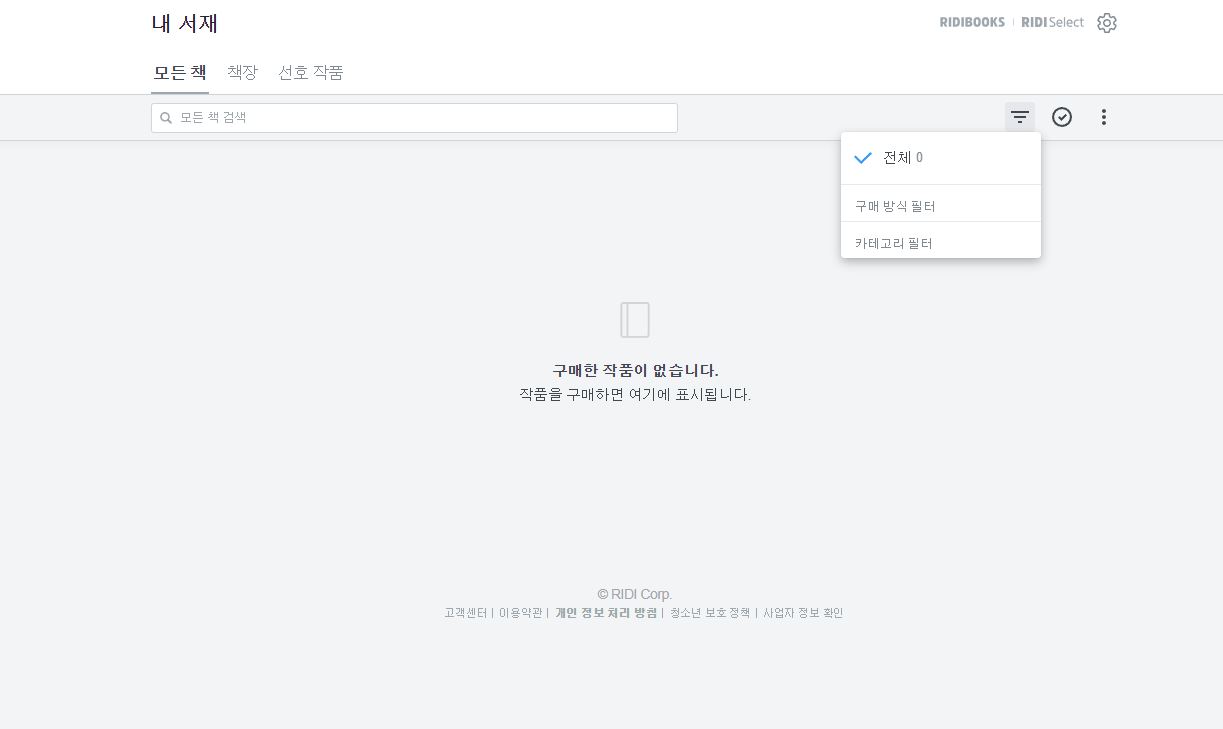 내 서재
RIDIBOOKS | RIDI Select
모든 책 책장 선호 작품
모든 책 검색
전체 0
구매 방식 필터
카테고리 필터
구매한 작품이 없습니다.
작품을 구매하면 여기에 표시됩니다.
© RIDI Corp.
고객센터 | 이용약관 | 개인 정보 처리 방침 | 청소년 보호 정책 | 사업자 정보 확인